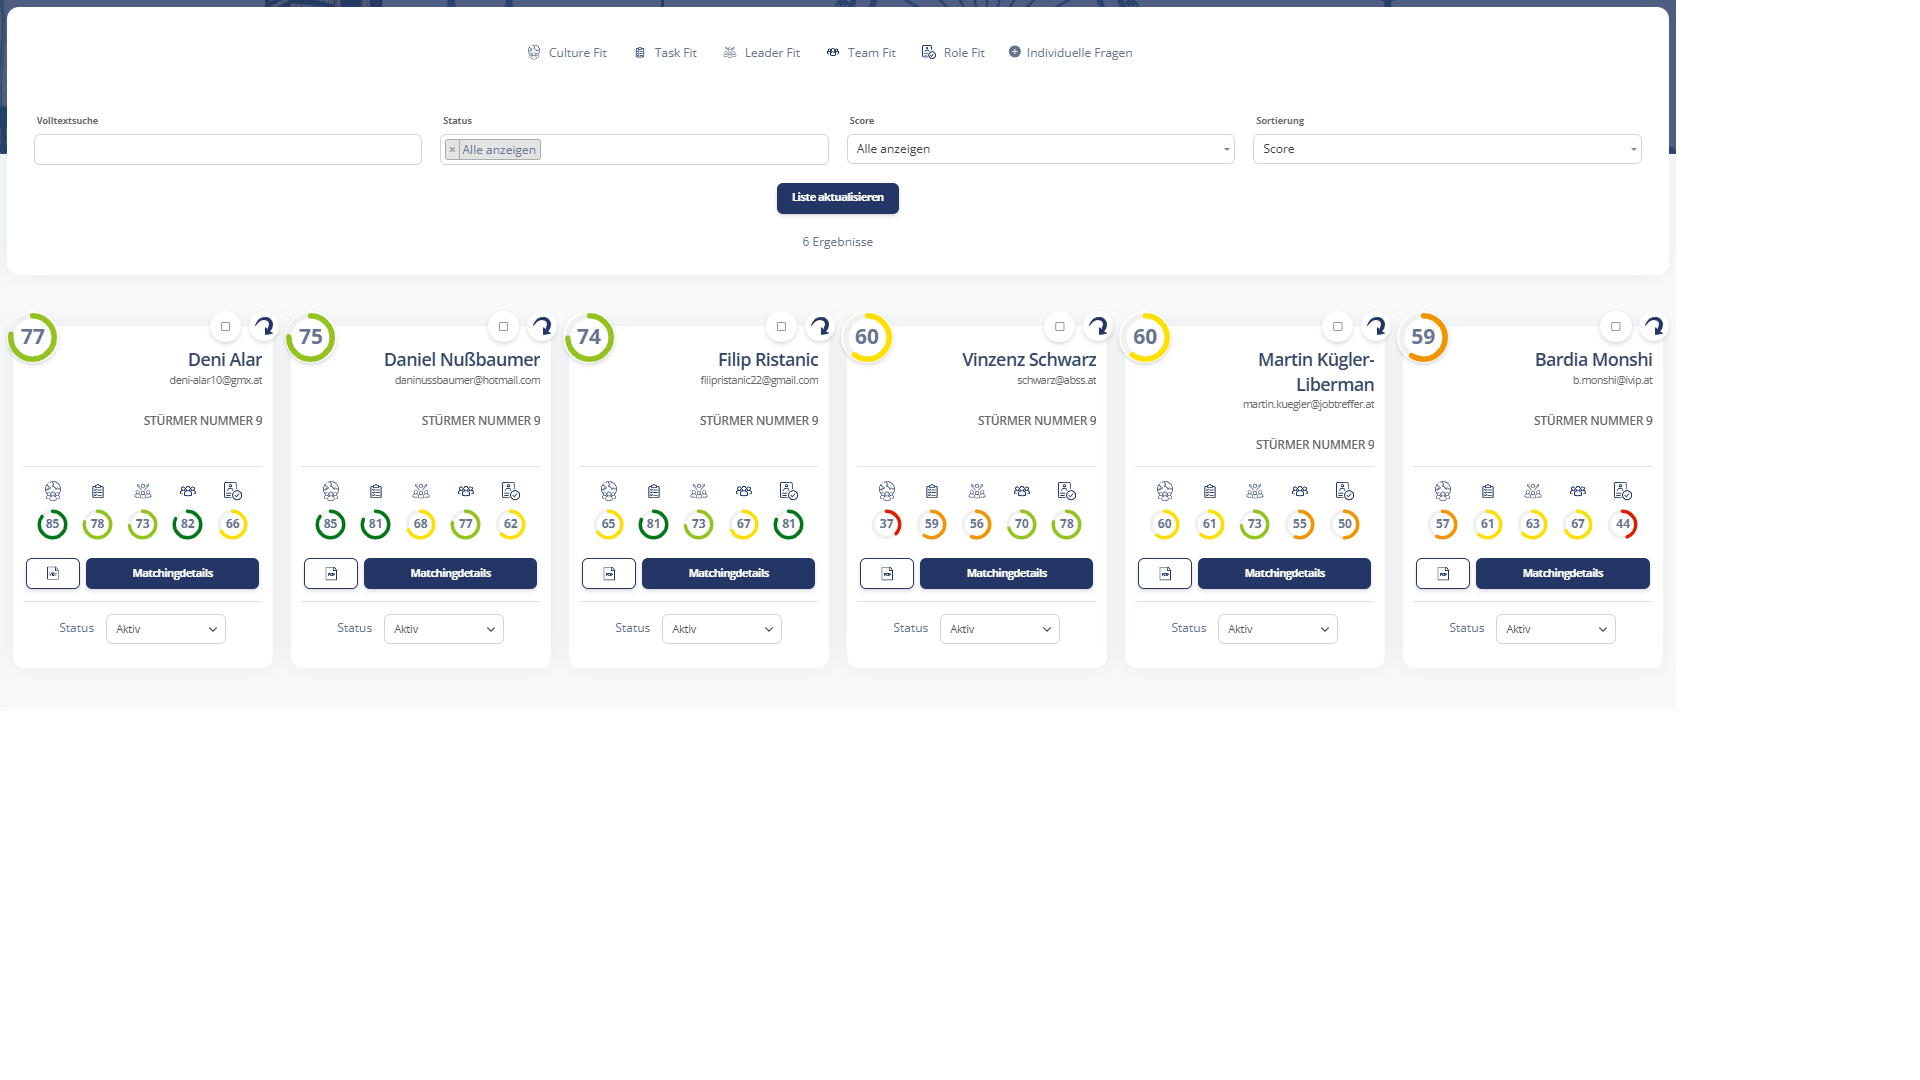 Culture Fit Task Fit Leader Fit Team Fit Role Fit Individuelle Fragen
Volltextsuche Status Score Sortierung
× Alle anzeigen Alle anzeigen Score
Liste aktualisieren
6 Ergebnisse
77
Deni Alar
deni-alar10@gmx.at
STÜRMER NUMMER 9
85 78 73 82 66
PDF Matchingdetails
Status Aktiv
75
Daniel Nußbaumer
daninussbaumer@hotmail.com
STÜRMER NUMMER 9
85 81 68 77 62
PDF Matchingdetails
Status Aktiv
74
Filip Ristanic
filipristanic22@gmail.com
STÜRMER NUMMER 9
65 81 73 67 81
PDF Matchingdetails
Status Aktiv
60
Vinzenz Schwarz
schwarz@abss.at
STÜRMER NUMMER 9
37 59 56 70 78
PDF Matchingdetails
Status Aktiv
60
Martin Kügler-
Liberman
martin.kuegler@jobtreffer.at
STÜRMER NUMMER 9
60 61 73 55 50
PDF Matchingdetails
Status Aktiv
59
Bardia Monshi
b.monshi@ivip.at
STÜRMER NUMMER 9
57 61 63 67 44
PDF Matchingdetails
Status Aktiv